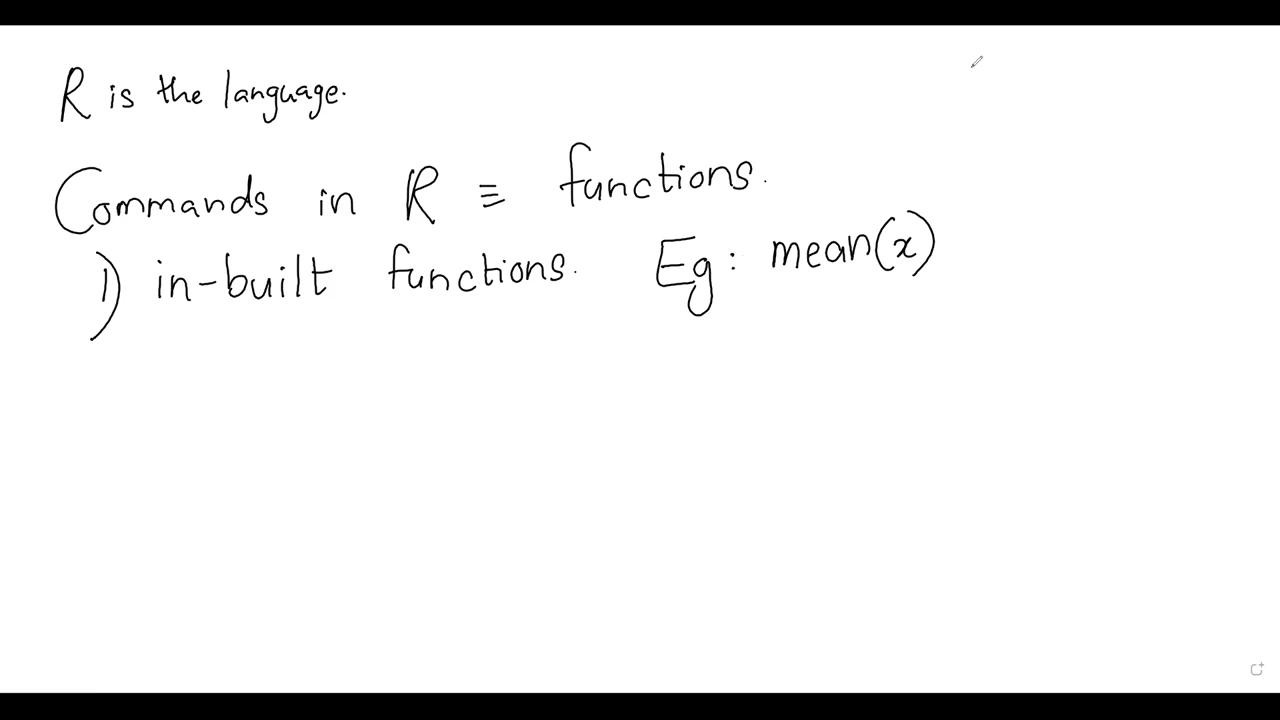 R is the language.
Commands in R ≡ functions.
1) in-built functions. Eg: mean(x)